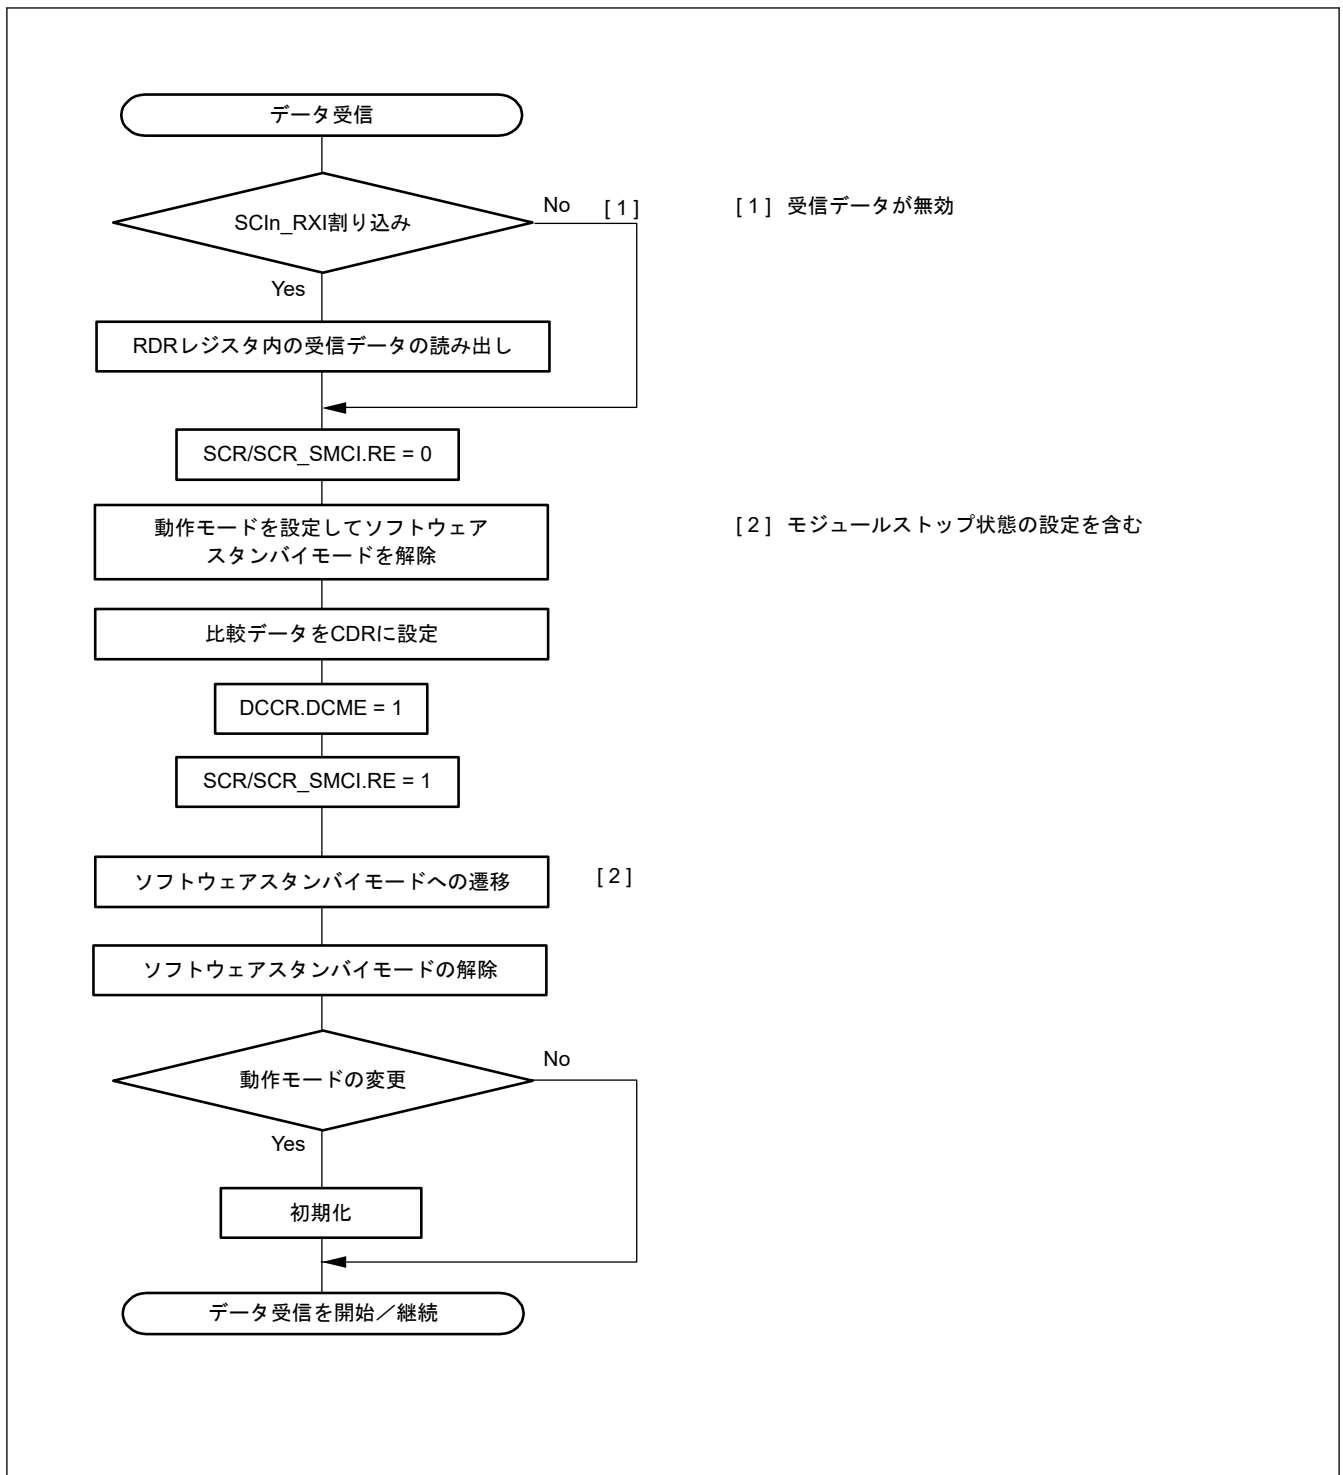 データ受信
SCIn_RXI割り込み
No [ 1 ]
[ 1 ] 受信データが無効
Yes
RDRレジスタ内の受信データの読み出し
SCR/SCR_SMCI.RE = 0
動作モードを設定してソフトウェア
スタンバイモードを解除
[ 2 ] モジュールストップ状態の設定を含む
比較データをCDRに設定
DCCR.DCME = 1
SCR/SCR_SMCI.RE = 1
ソフトウェアスタンバイモードへの遷移
[ 2 ]
ソフトウェアスタンバイモードの解除
動作モードの変更
No
Yes
初期化
データ受信を開始／継続